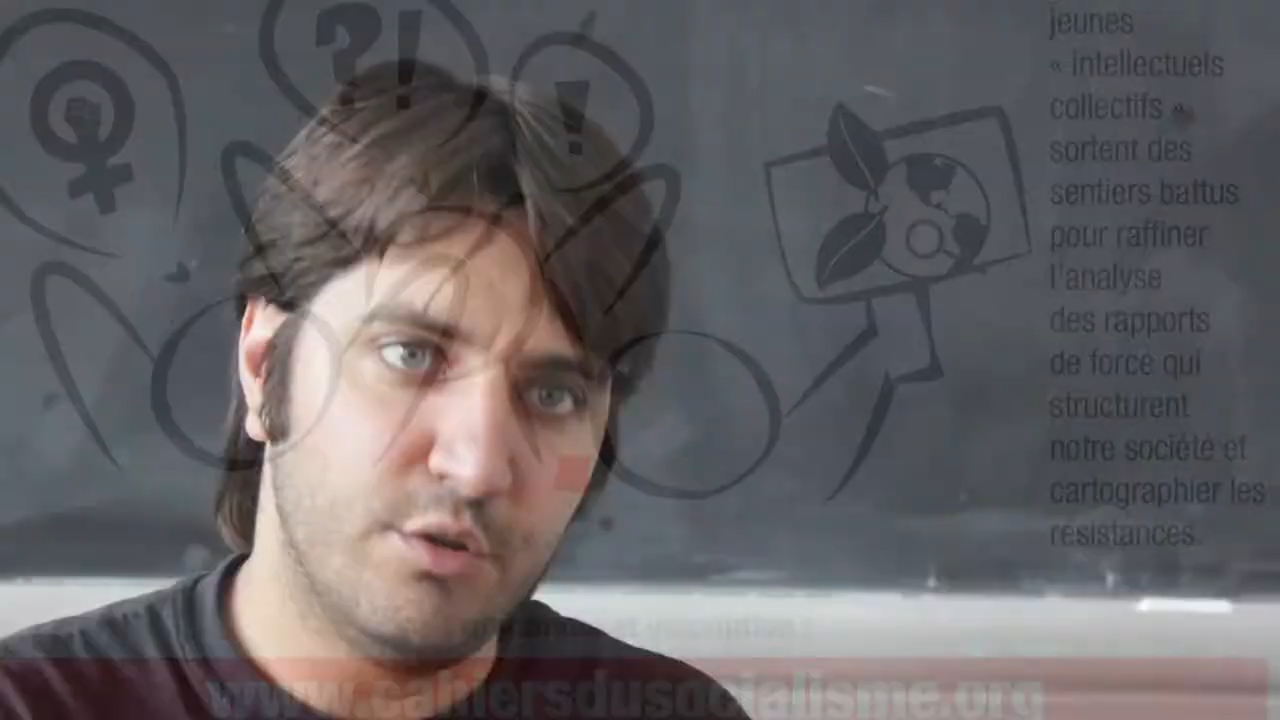 ?!
!
jeunes
« intellectuels
collectifs »
sortent des
sentiers battus
pour raffiner
l'analyse
des rapports
de force qui
structurent
notre société et
cartographier les
resistances.
www.cahiersdusocialisme.org